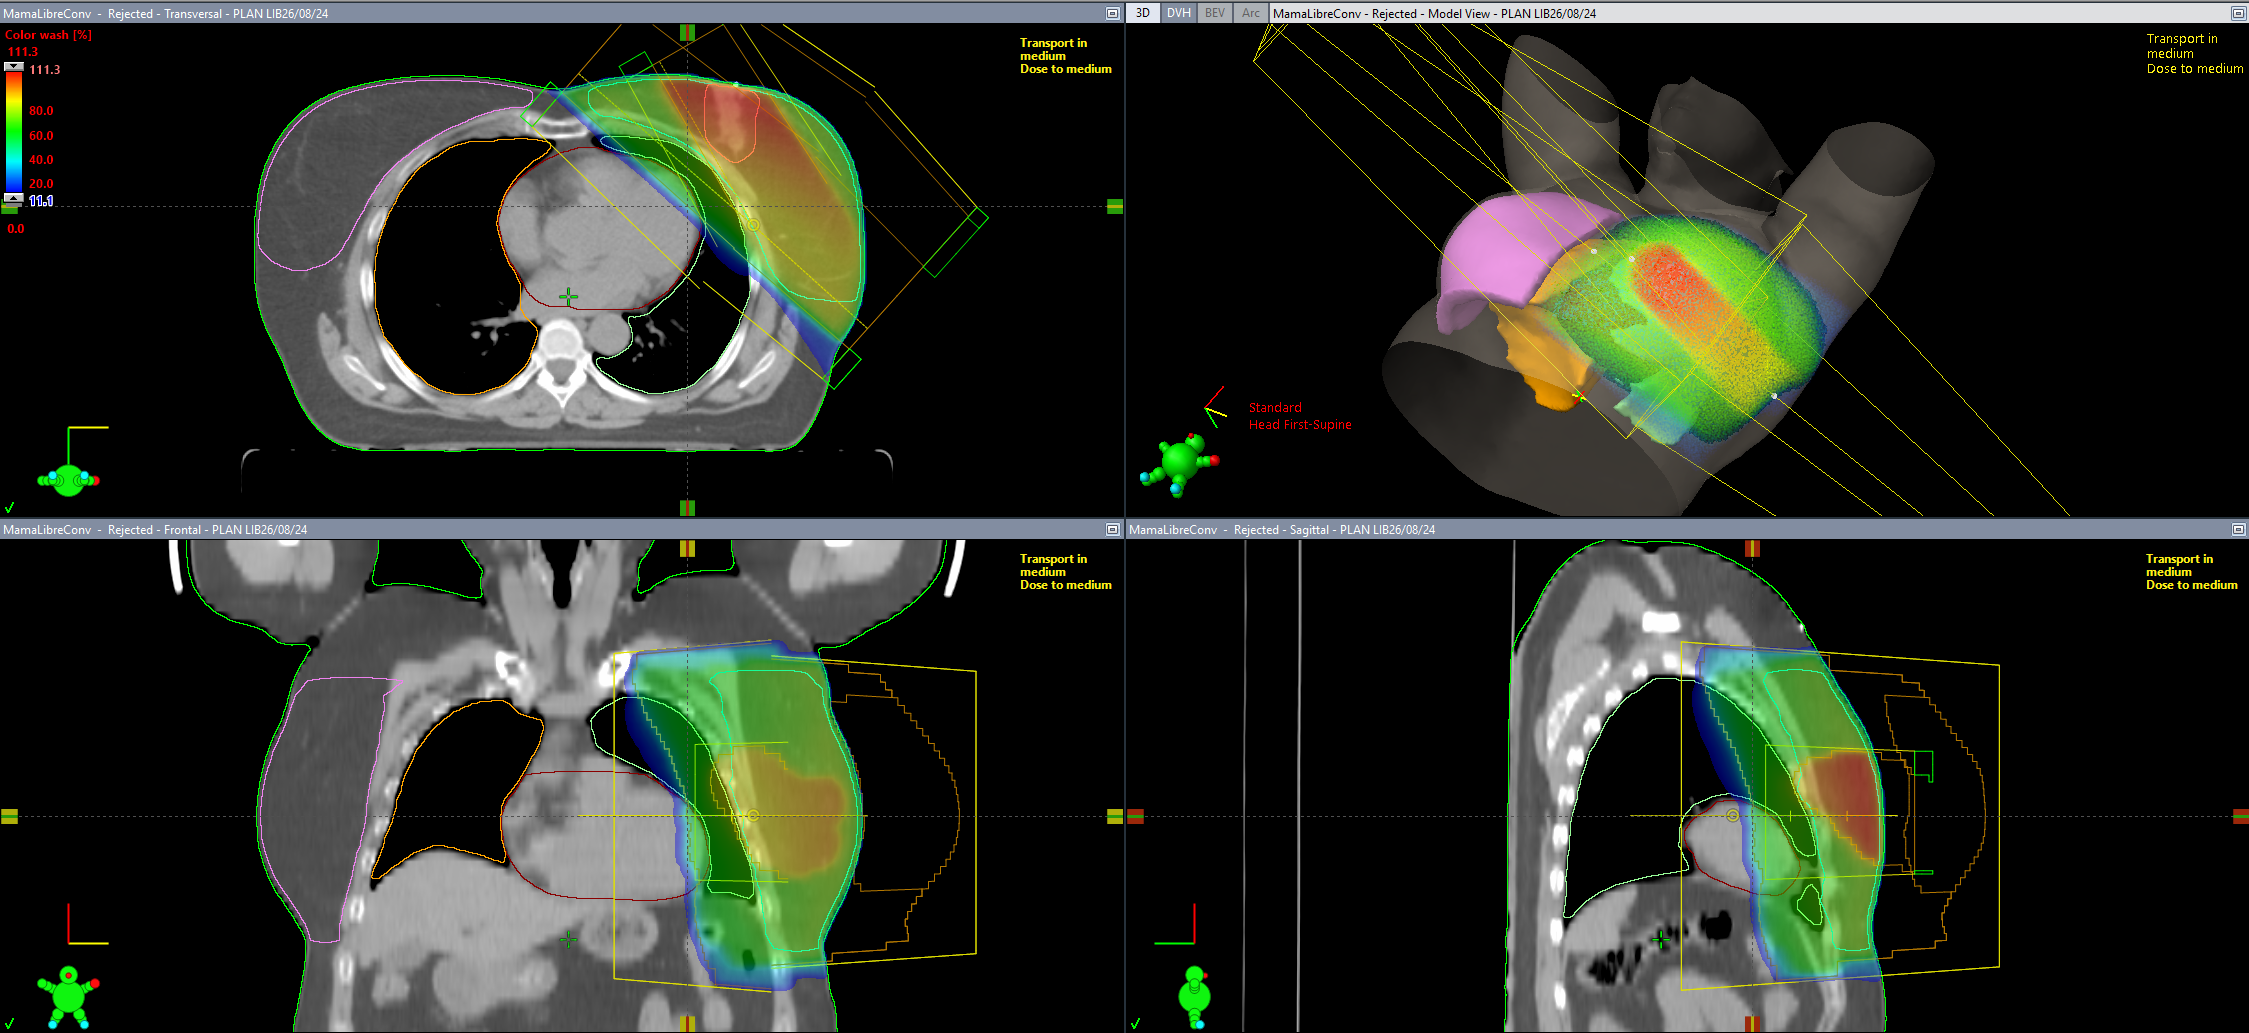 MamaLibreConv - Rejected - Transversal - PLAN LIB26/08/24
Color wash [%]
111.3
111.3
80.0
60.0
40.0
20.0
11.1
0.0
Transport in
medium
Dose to medium
3D DVH BEV Arc MamaLibreConv - Rejected - Model View - PLAN LIB26/08/24
Transport in
medium
Dose to medium
Standard
Head First-Supine
MamaLibreConv - Rejected - Frontal - PLAN LIB26/08/24
Transport in
medium
Dose to medium
MamaLibreConv - Rejected - Sagittal - PLAN LIB26/08/24
Transport in
medium
Dose to medium